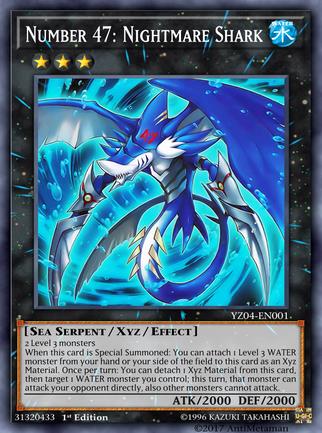 Number 47: Nightmare Shark
WATER
水
47
YZ04-EN001
[Sea Serpent / Xyz / Effect]
2 Level 3 monsters
When this card is Special Summoned: You can attach 1 Level 3 WATER
monster from your hand or your side of the field to this card as an Xyz
Material. Once per turn: You can detach 1 Xyz Material from this card,
then target 1 WATER monster you control; this turn, that monster can
attack your opponent directly, also other monsters cannot attack.
ATK/2000 DEF/2000
31320433 1st Edition ©1996 KAZUKI TAKAHASHI
©2017 AntiMetaman